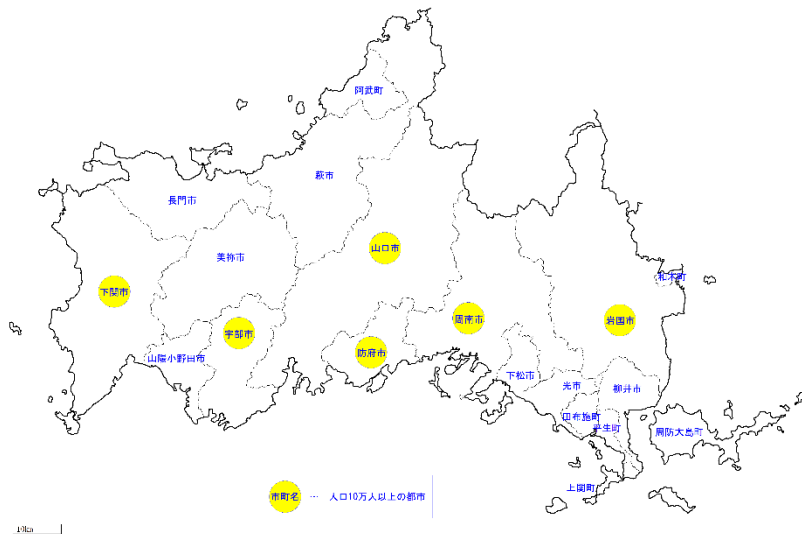 阿武町
萩市
長門市
山口市
美祢市
和木町
下関市
周南市
岩国市
宇部市
防府市
山陽小野田市
下松市
光市
柳井市
田布施町
平生町
周防大島町
上関町
市町名 … 人口10万人以上の都市
10km